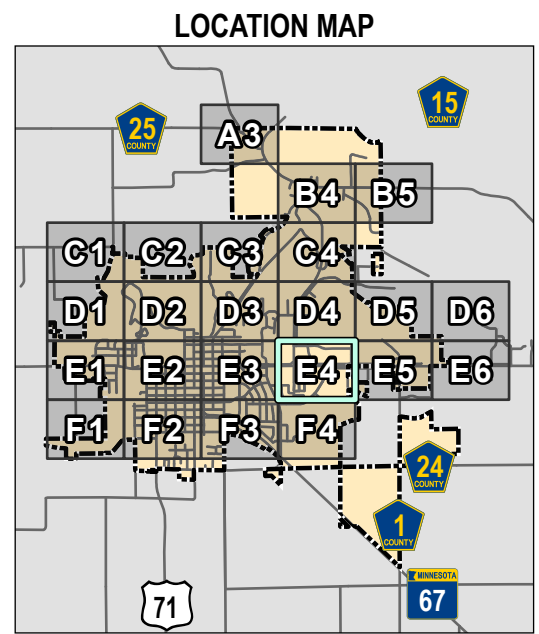 LOCATION MAP
15
COUNTY
25
COUNTY
A3
B4 B5
C1 C2 C3 C4
D1 D2 D3 D4 D5 D6
E1 E2 E3 E4 E5 E6
F1 F2 F3 F4
24
COUNTY
1
COUNTY
MINNESOTA
67
71